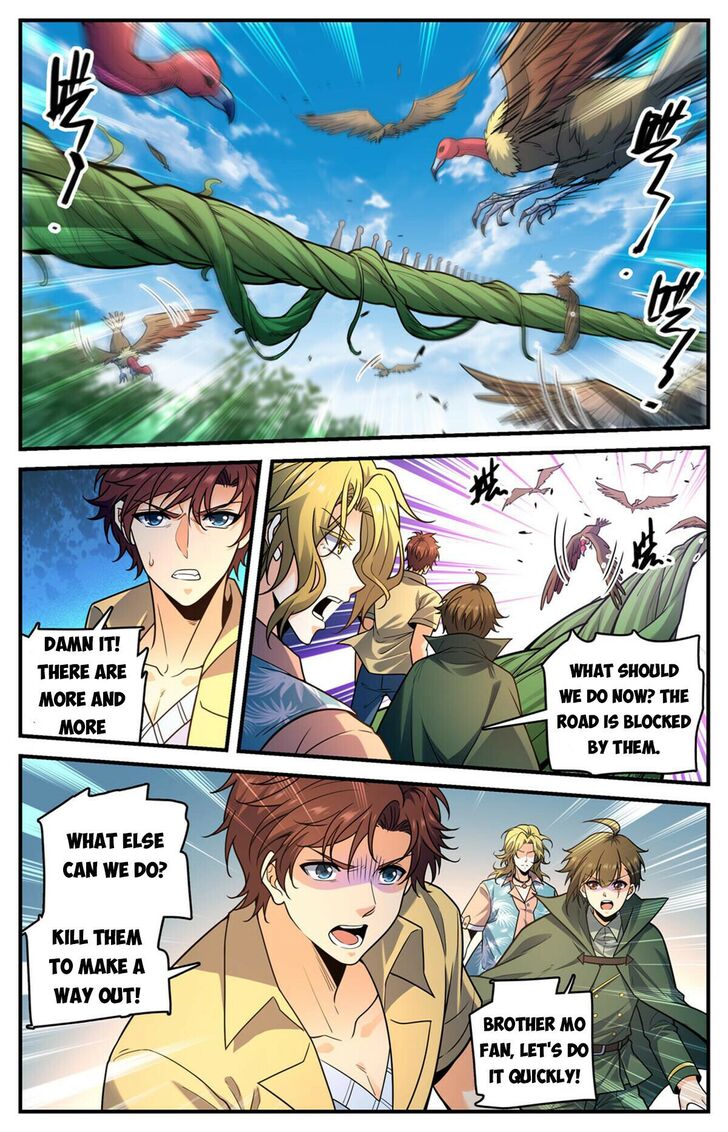 DAMN IT!
THERE ARE
MORE AND
MORE
WHAT SHOULD
WE DO NOW? THE
ROAD IS BLOCKED
BY THEM.
WHAT ELSE
CAN WE DO?
KILL THEM
TO MAKE A
WAY OUT!
BROTHER MO
FAN, LET'S DO
IT QUICKLY!